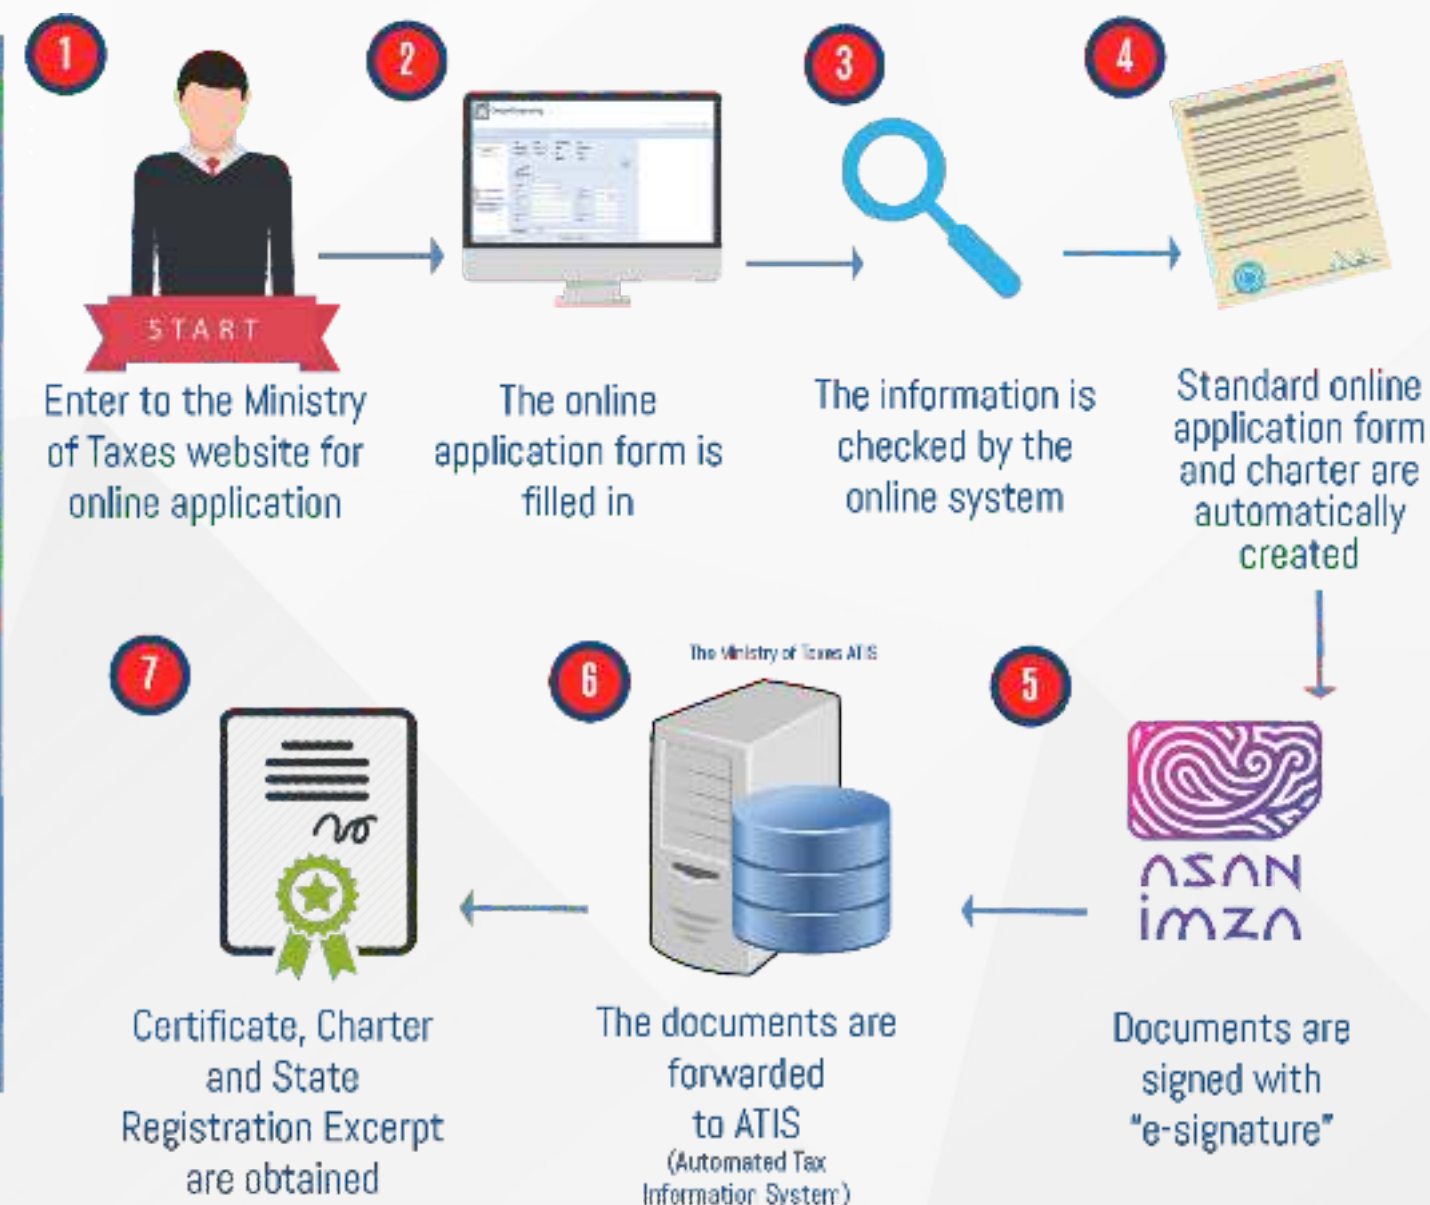 1
START
Enter to the Ministry
of Taxes website for
online application
2
The online
application form is
filled in
3
The information is
checked by the
online system
4
Standard online
application form
and charter are
automatically
created
5
ASAN
imza
Documents are
signed with
"e-signature"
6
The Ministry of Taxes ATIS
The documents are
forwarded
to ATIS
(Automated Tax
Information System)
7
Certificate, Charter
and State
Registration Excerpt
are obtained